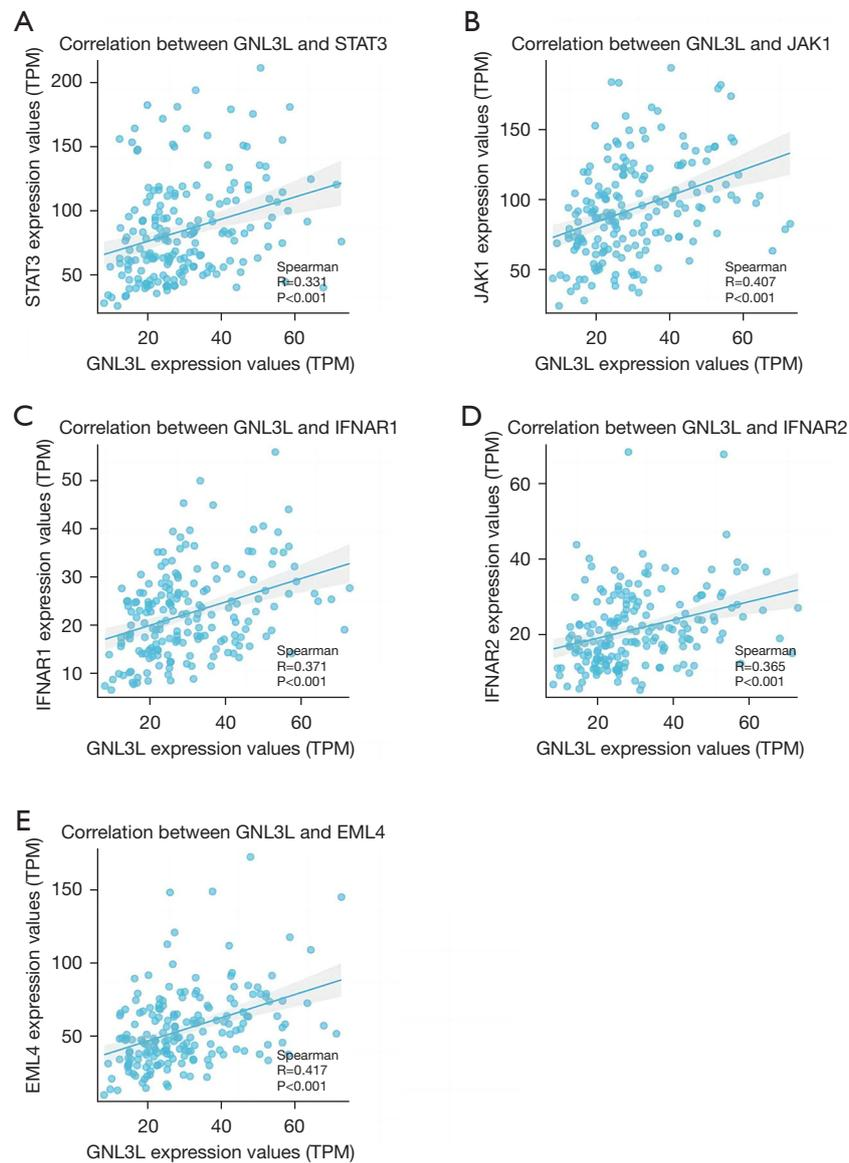 A
Correlation between GNL3L and STAT3
STAT3 expression values (TPM)
200
150
100
50
Spearman
R=0.331
P<0.001
20 40 60
GNL3L expression values (TPM)
B
Correlation between GNL3L and JAK1
JAK1 expression values (TPM)
150
100
50
Spearman
R=0.407
P<0.001
20 40 60
GNL3L expression values (TPM)
C
Correlation between GNL3L and IFNAR1
IFNAR1 expression values (TPM)
50
40
30
20
10
Spearman
R=0.371
P<0.001
20 40 60
GNL3L expression values (TPM)
D
Correlation between GNL3L and IFNAR2
IFNAR2 expression values (TPM)
60
40
20
Spearman
R=0.365
P<0.001
20 40 60
GNL3L expression values (TPM)
E
Correlation between GNL3L and EML4
EML4 expression values (TPM)
150
100
50
Spearman
R=0.417
P<0.001
20 40 60
GNL3L expression values (TPM)